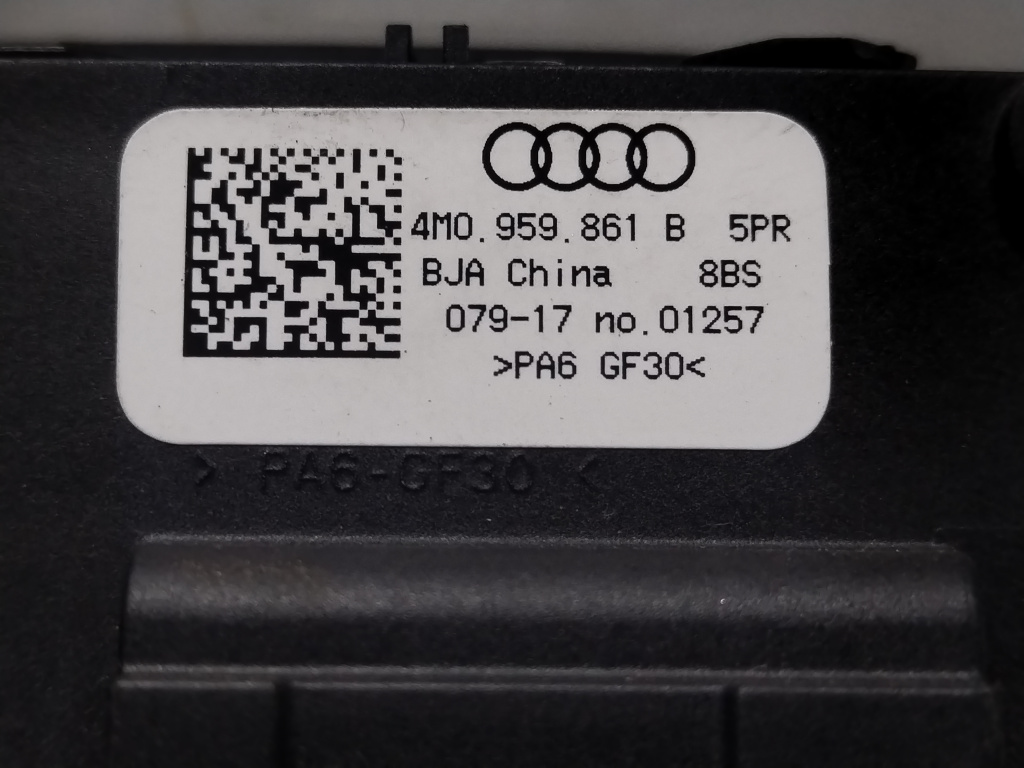 4M0.959.861 B 5PR
BJA China 8BS
079-17 no.01257
>PA6 GF30<
> PA6-GF30 <